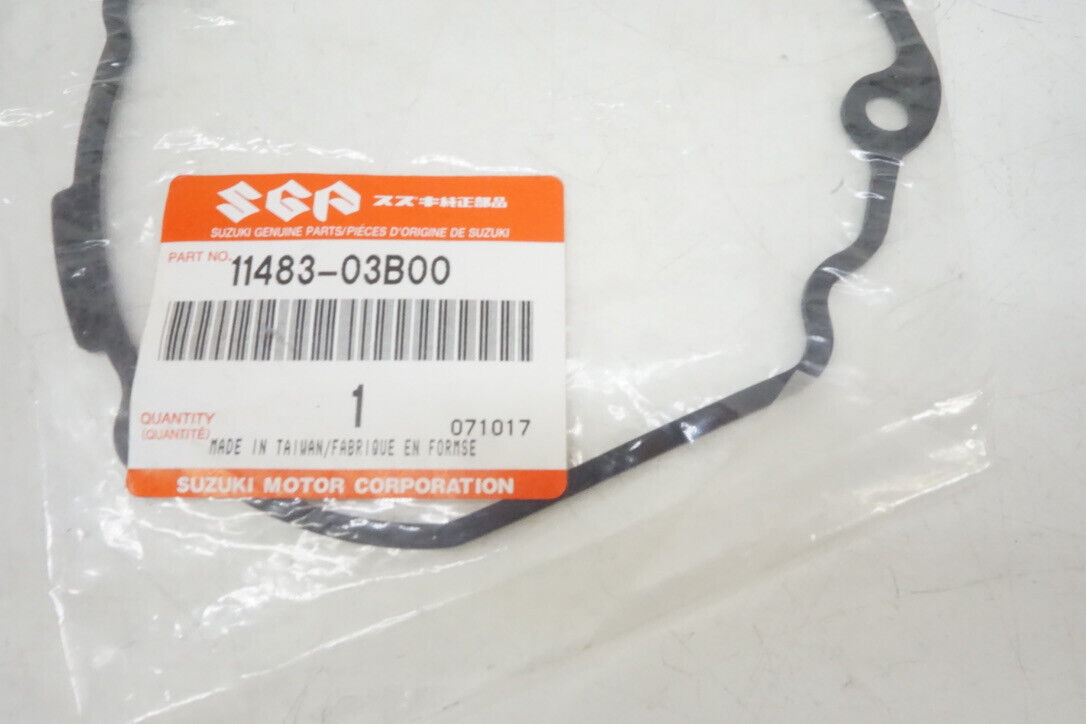 SGP スズキ純正部品
SUZUKI GENUINE PARTS/PIÈCES D'ORIGINE DE SUZUKI
PART NO. 11483-03B00
1
QUANTITY
(QUANTITÉ)
071017
MADE IN TAIWAN/FABRIQUE EN FORMSE
SUZUKI MOTOR CORPORATION